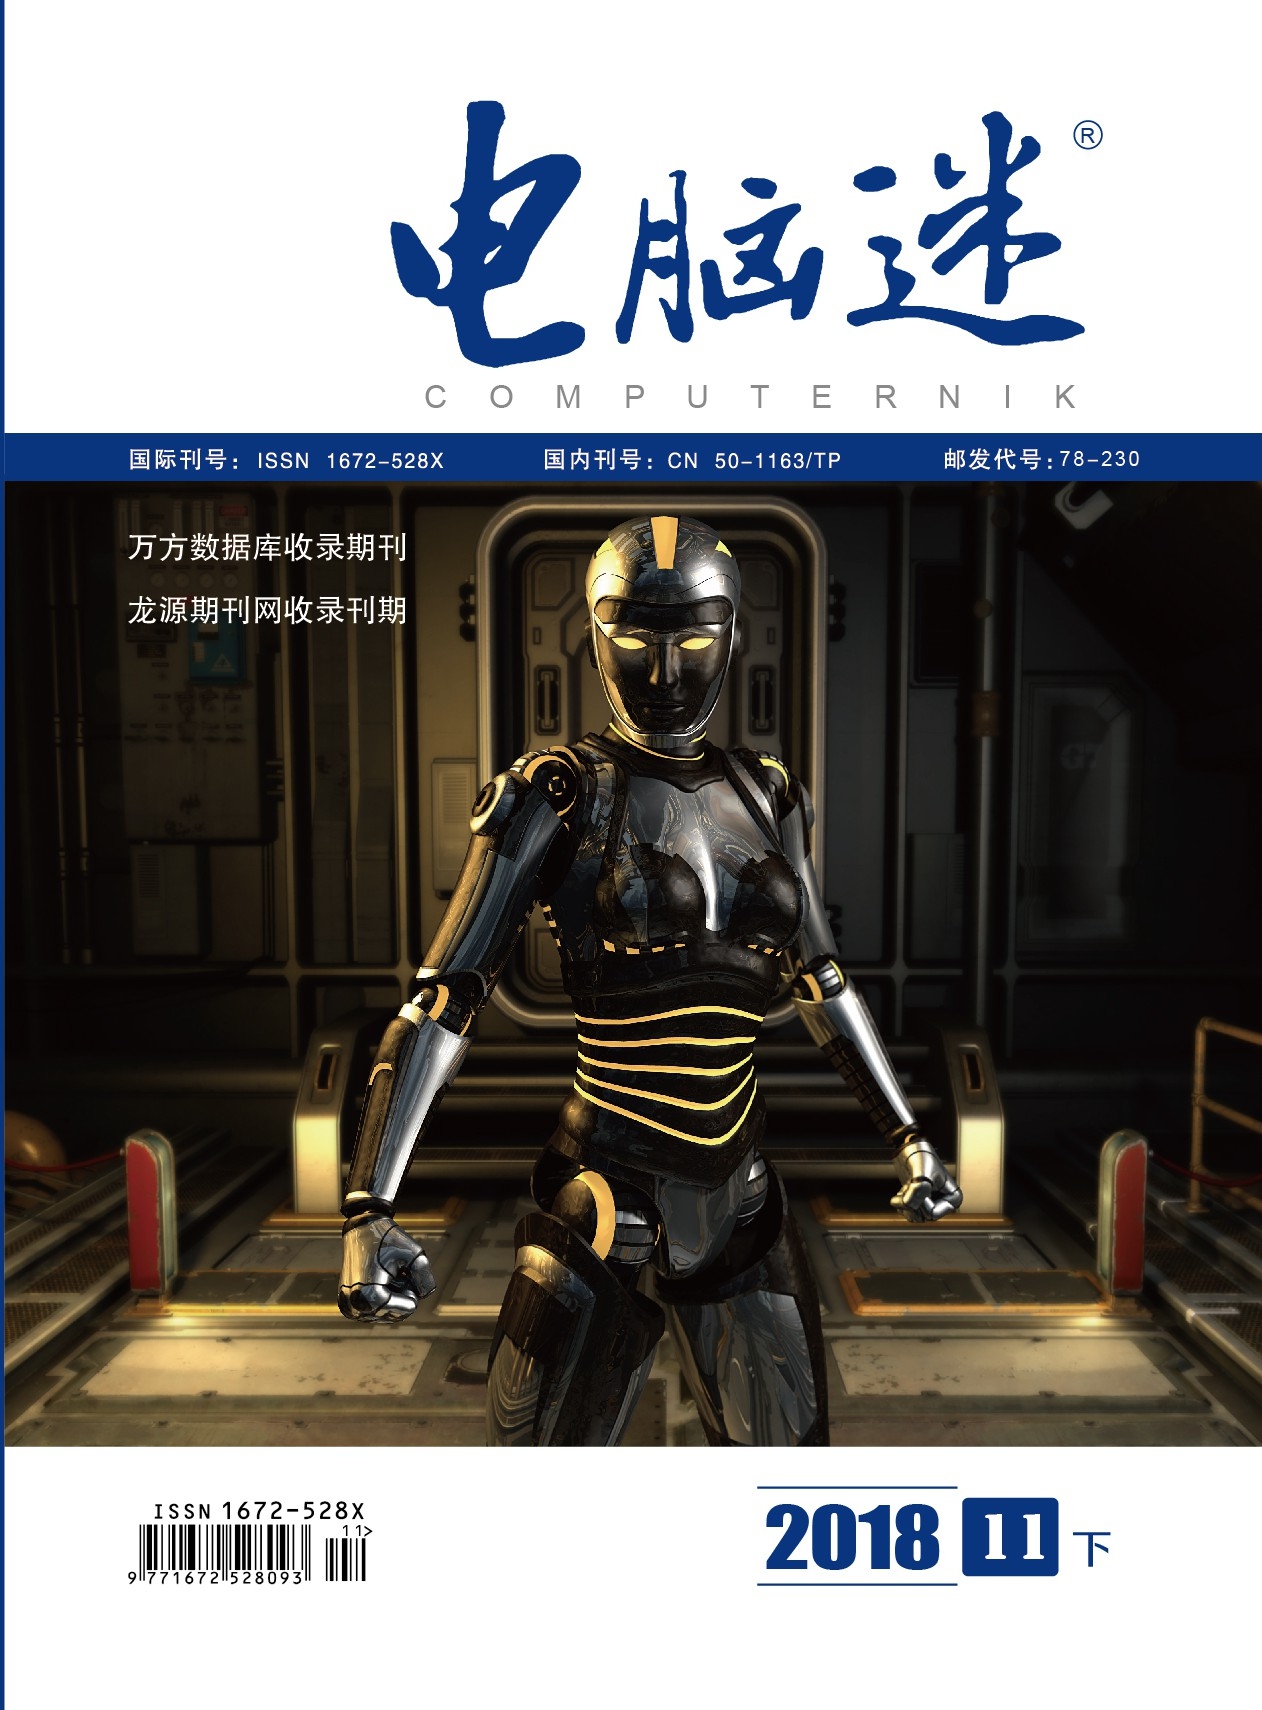 电脑迷®
COMPUTERNIK
国际刊号：ISSN 1672-528X 国内刊号：CN 50-1163/TP 邮发代号：78-230
万方数据库收录期刊
龙源期刊网收录刊期
ISSN 1672-528X
11>
9 771672 528093
2018 11 下